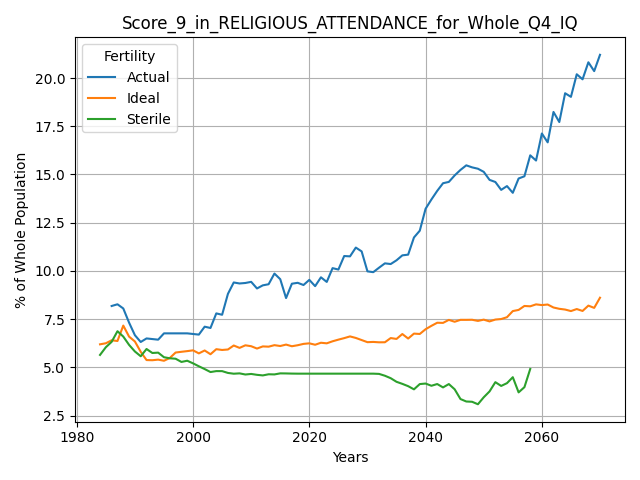 Score_9_in_RELIGIOUS_ATTENDANCE_for_Whole_Q4_IQ
Fertility
Actual
Ideal
Sterile
% of Whole Population
20.0
17.5
15.0
12.5
10.0
7.5
5.0
2.5
1980 2000 2020 2040 2060
Years